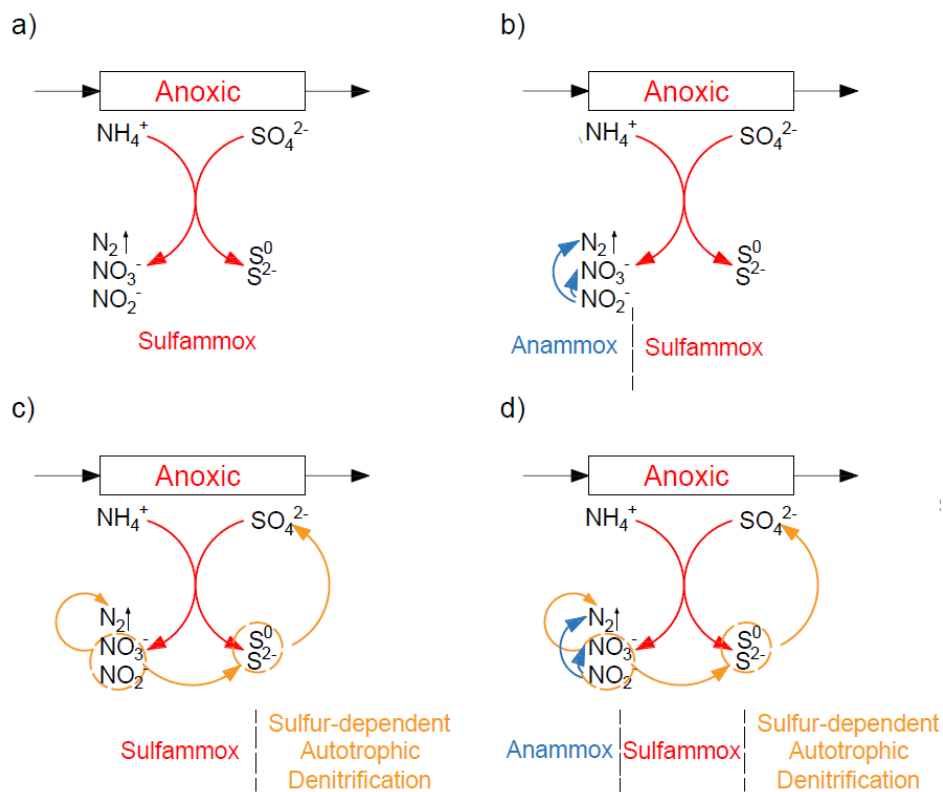 a)
Anoxic
NH₄⁺ SO₄²⁻
N₂↑
NO₃⁻
NO₂⁻
S⁰
S²⁻
Sulfammox
b)
Anoxic
NH₄⁺ SO₄²⁻
N₂↑
NO₃⁻
NO₂⁻
S⁰
S²⁻
Anammox Sulfammox
c)
Anoxic
NH₄⁺ SO₄²⁻
N₂↑
NO₃⁻
NO₂⁻
S⁰
S²⁻
Sulfammox
Sulfur-dependent
Autotrophic
Denitrification
d)
Anoxic
NH₄⁺ SO₄²⁻
N₂↑
NO₃⁻
NO₂⁻
S⁰
S²⁻
Anammox Sulfammox
Sulfur-dependent
Autotrophic
Denitrification